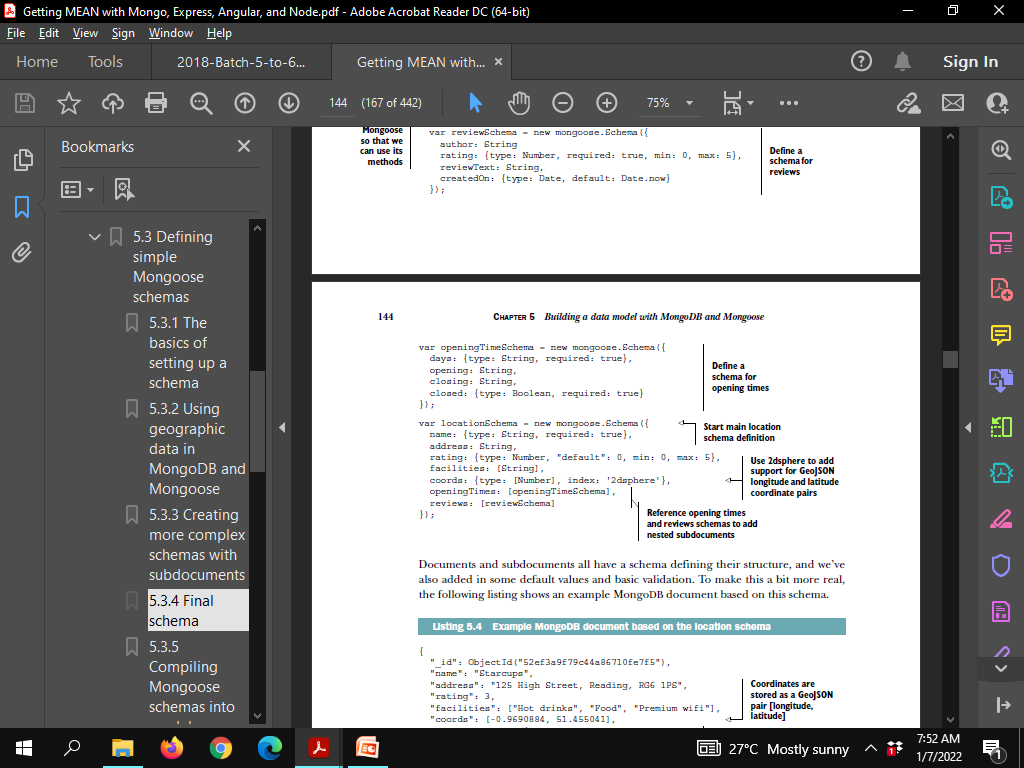 Getting MEAN with Mongo, Express, Angular, and Node.pdf - Adobe Acrobat Reader DC (64-bit)
File Edit View Sign Window Help
Home Tools 2018-Batch-5-to-6... Getting MEAN with... × Sign In
144 (167 of 442) 75%
Bookmarks
5.3 Defining
simple
Mongoose
schemas
5.3.1 The
basics of
setting up a
schema
5.3.2 Using
geographic
data in
MongoDB and
Mongoose
5.3.3 Creating
more complex
schemas with
subdocuments
5.3.4 Final
schema
5.3.5
Compiling
Mongoose
schemas into
Mongoose
so that we
can use its
methods
var reviewSchema = new mongoose.Schema({
author: String
rating: {type: Number, required: true, min: 0, max: 5},
reviewText: String,
createdOn: {type: Date, default: Date.now}
});
Define a
schema for
reviews
144 CHAPTER 5 Building a data model with MongoDB and Mongoose
var openingTimeSchema = new mongoose.Schema({
days: {type: String, required: true},
opening: String,
closing: String,
closed: {type: Boolean, required: true}
});
Define a
schema for
opening times
var locationSchema = new mongoose.Schema({
name: {type: String, required: true},
address: String,
rating: {type: Number, "default": 0, min: 0, max: 5},
facilities: [String],
coords: {type: [Number], index: '2dsphere'},
openingTimes: [openingTimeSchema],
reviews: [reviewSchema]
});
Start main location
schema definition
Use 2dsphere to add
support for GeoJSON
longitude and latitude
coordinate pairs
Reference opening times
and reviews schemas to add
nested subdocuments
Documents and subdocuments all have a schema defining their structure, and we've
also added in some default values and basic validation. To make this a bit more real,
the following listing shows an example MongoDB document based on this schema.
Listing 5.4 Example MongoDB document based on the location schema
{
"_id": ObjectId("52ef3a9f79c44a86710fe7f5"),
"name": "Starcups",
"address": "125 High Street, Reading, RG6 1PS",
"rating": 3,
"facilities": ["Hot drinks", "Food", "Premium wifi"],
"coords": [-0.9690884, 51.455041],
Coordinates are
stored as a GeoJSON
pair [longitude,
latitude]
27°C Mostly sunny
7:52 AM
1/7/2022
1